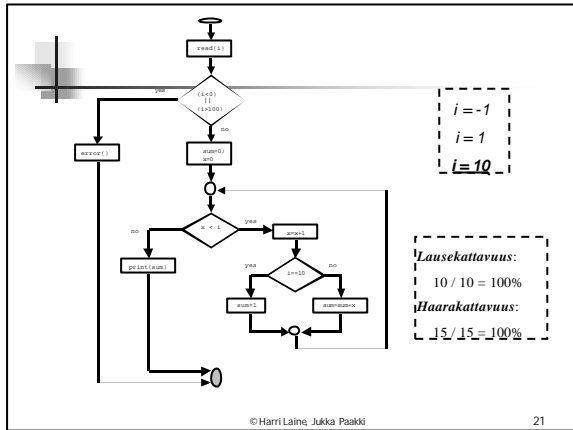 read(i)
yes
(i<0)
||
(i>100)
no
error()
sum=0;
x=0
x < i
no
yes
x=x+1
print(sum)
i==10
yes
no
sum=1
sum=sum+x
i = -1
i = 1
i = 10
Lausekattavuus:
10 / 10 = 100%
Haarakattavuus:
15 / 15 = 100%
© Harri Laine, Jukka Paakki
21